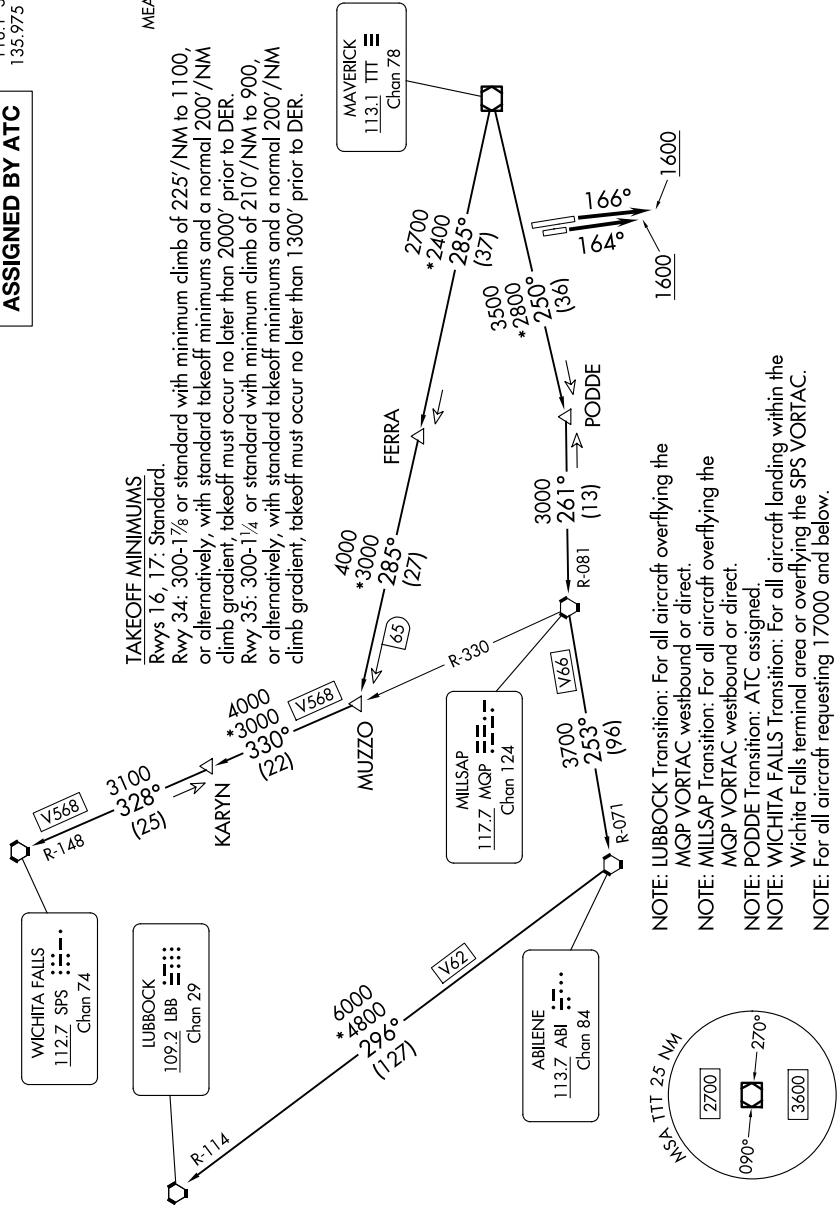 ASSIGNED BY ATC
135.975
MEA
TAKEOFF MINIMUMS
Rwys 16, 17: Standard.
Rwy 34: 300-1⅞ or standard with minimum climb of 225'/NM to 1100,
or alternatively, with standard takeoff minimums and a normal 200'/NM
climb gradient, takeoff must occur no later than 2000' prior to DER.
Rwy 35: 300-1¼ or standard with minimum climb of 210'/NM to 900,
or alternatively, with standard takeoff minimums and a normal 200'/NM
climb gradient, takeoff must occur no later than 1300' prior to DER.
MAVERICK
113.1 TTT
Chan 78
2700
*2400
285°
(37)
3500
*2800
250°
(36)
166°
164°
1600
1600
FERRA
PODDE
4000
*3000
285°
(27)
3000
261°
(13)
R-081
65
R-330
V568
4000
*3000
330°
(22)
MUZZO
KARYN
V568
3100
328°
(25)
R-148
WICHITA FALLS
112.7 SPS
Chan 74
LUBBOCK
109.2 LBB
Chan 29
MILLSAP
117.7 MQP
Chan 124
V66
3700
253°
(96)
R-071
V62
6000
*4800
296°
(127)
R-114
ABILENE
113.7 ABI
Chan 84
MSA TTT 25 NM
2700
090°
270°
3600
NOTE: LUBBOCK Transition: For all aircraft overflying the
MQP VORTAC westbound or direct.
NOTE: MILLSAP Transition: For all aircraft overflying the
MQP VORTAC westbound or direct.
NOTE: PODDE Transition: ATC assigned.
NOTE: WICHITA FALLS Transition: For all aircraft landing within the
Wichita Falls terminal area or overflying the SPS VORTAC.
NOTE: For all aircraft requesting 17000 and below.